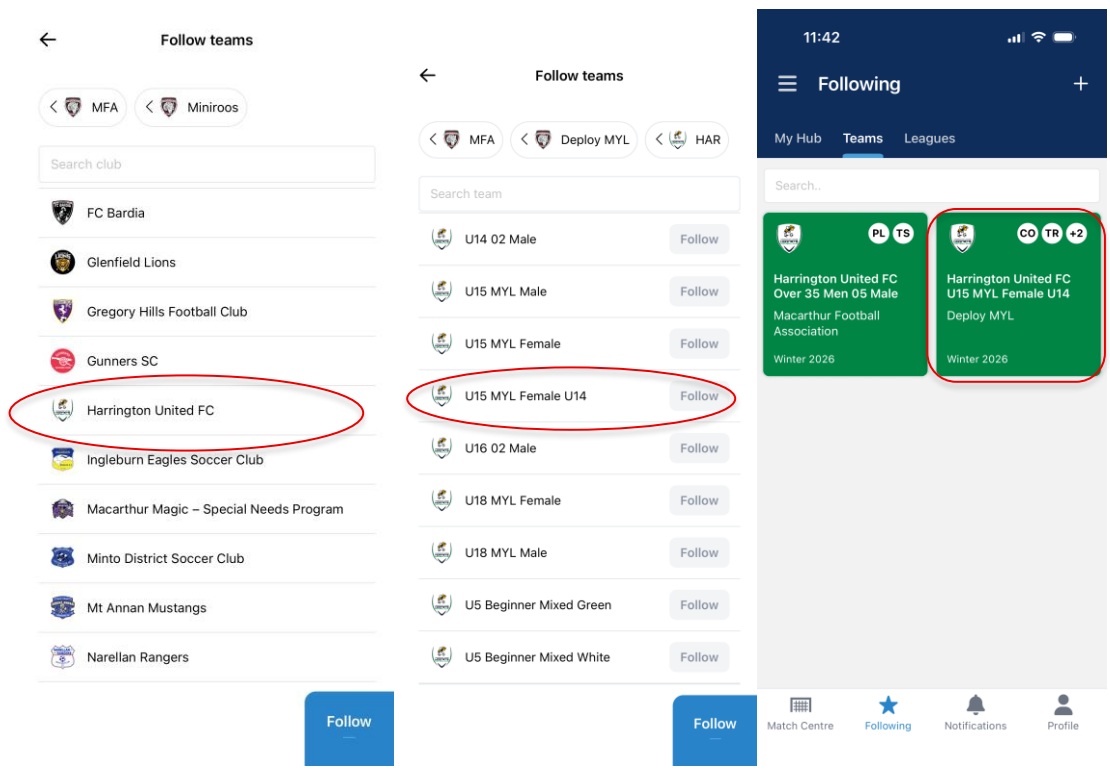 Follow teams
MFA
Miniroos
Search club
FC Bardia
Glenfield Lions
Gregory Hills Football Club
Gunners SC
Harrington United FC
Ingleburn Eagles Soccer Club
Macarthur Magic – Special Needs Program
Minto District Soccer Club
Mt Annan Mustangs
Narellan Rangers
Follow
Follow teams
MFA
Deploy MYL
HAR
Search team
U14 02 Male Follow
U15 MYL Male Follow
U15 MYL Female Follow
U15 MYL Female U14 Follow
U16 02 Male Follow
U18 MYL Female Follow
U18 MYL Male Follow
U5 Beginner Mixed Green Follow
U5 Beginner Mixed White Follow
Follow
11:42
Following
My Hub Teams Leagues
Search..
PL TS
Harrington United FC
Over 35 Men 05 Male
Macarthur Football
Association
Winter 2026
CO TR +2
Harrington United FC
U15 MYL Female U14
Deploy MYL
Winter 2026
Match Centre Following Notifications Profile